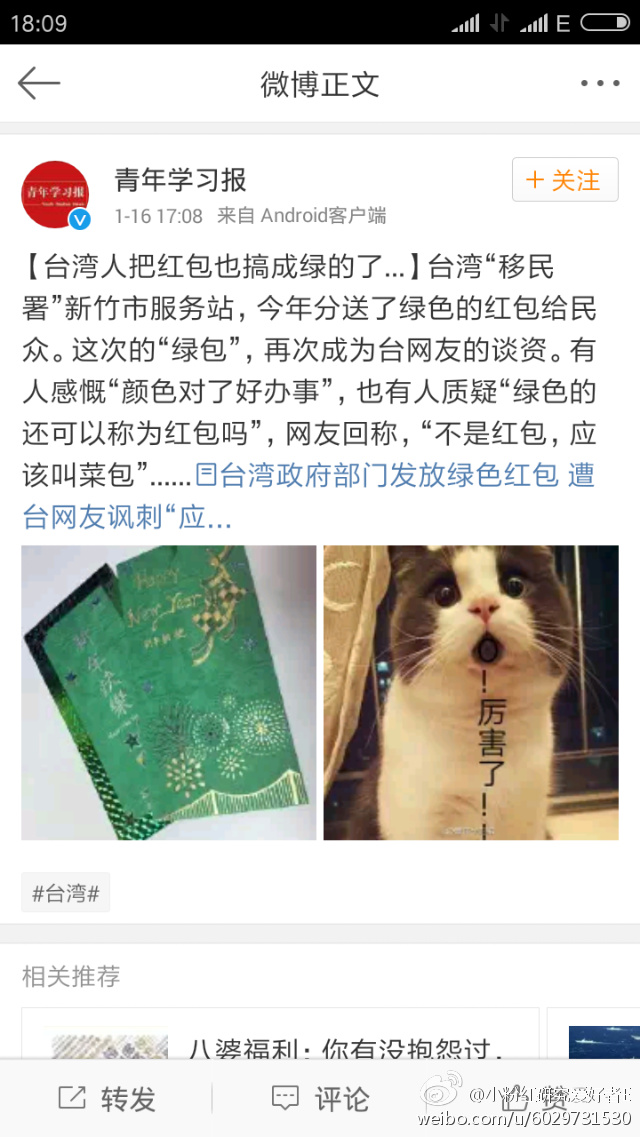 18:09
E
微博正文
青年学习报
青年学习报
+ 关注
1-16 17:08 来自 Android客户端
【台湾人把红包也搞成绿的了...】台湾“移民
署”新竹市服务站，今年分送了绿色的红包给民
众。这次的“绿包”，再次成为台网友的谈资。有
人感慨“颜色对了好办事”，也有人质疑“绿色的
还可以称为红包吗”，网友回称，“不是红包，应
该叫菜包”......台湾政府部门发放绿色红包 遭
台网友讽刺“应...
Happy
New Year
！厉害了！！
#台湾#
相关推荐
八婆福利：你有没抱怨过，
转发
评论
赞
weibo.com/u/6029731530